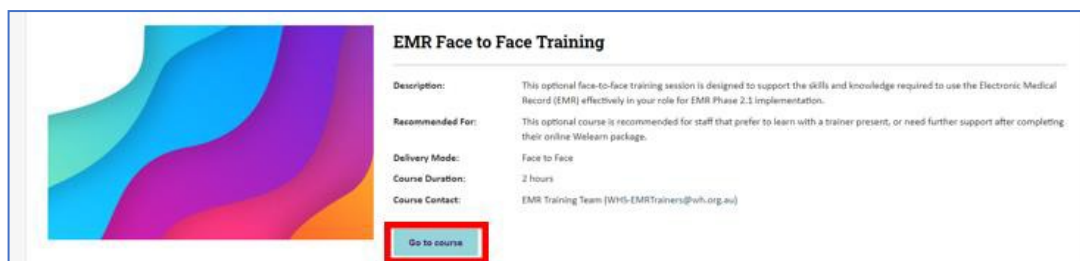 EMR Face to Face Training
Description: This optional face-to-face training session is designed to support the skills and knowledge required to use the Electronic Medical
Record (EMR) effectively in your role for EMR Phase 2.1 implementation.
Recommended For: This optional course is recommended for staff that prefer to learn with a trainer present, or need further support after completing
their online Welearn package.
Delivery Mode: Face to Face
Course Duration: 2 hours
Course Contact: EMR Training Team (WHS-EMRTrainers@wh.org.au)
Go to course